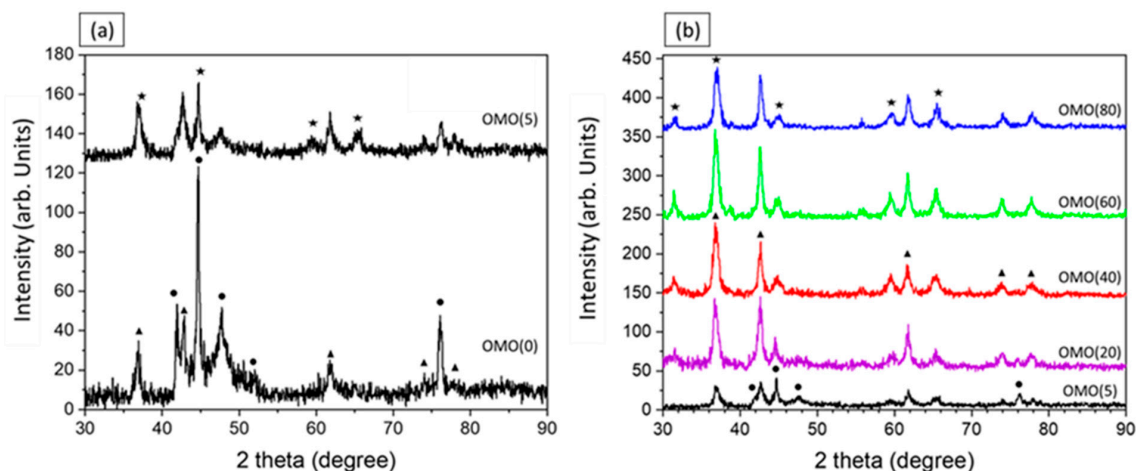 (a)
180
160
140
120
100
80
60
40
20
0
30 40 50 60 70 80 90
Intensity (arb. Units)
2 theta (degree)
OMO(5)
OMO(0)
(b)
450
400
350
300
250
200
150
100
50
0
30 40 50 60 70 80 90
Intensity (arb. Units)
2 theta (degree)
OMO(80)
OMO(60)
OMO(40)
OMO(20)
OMO(5)